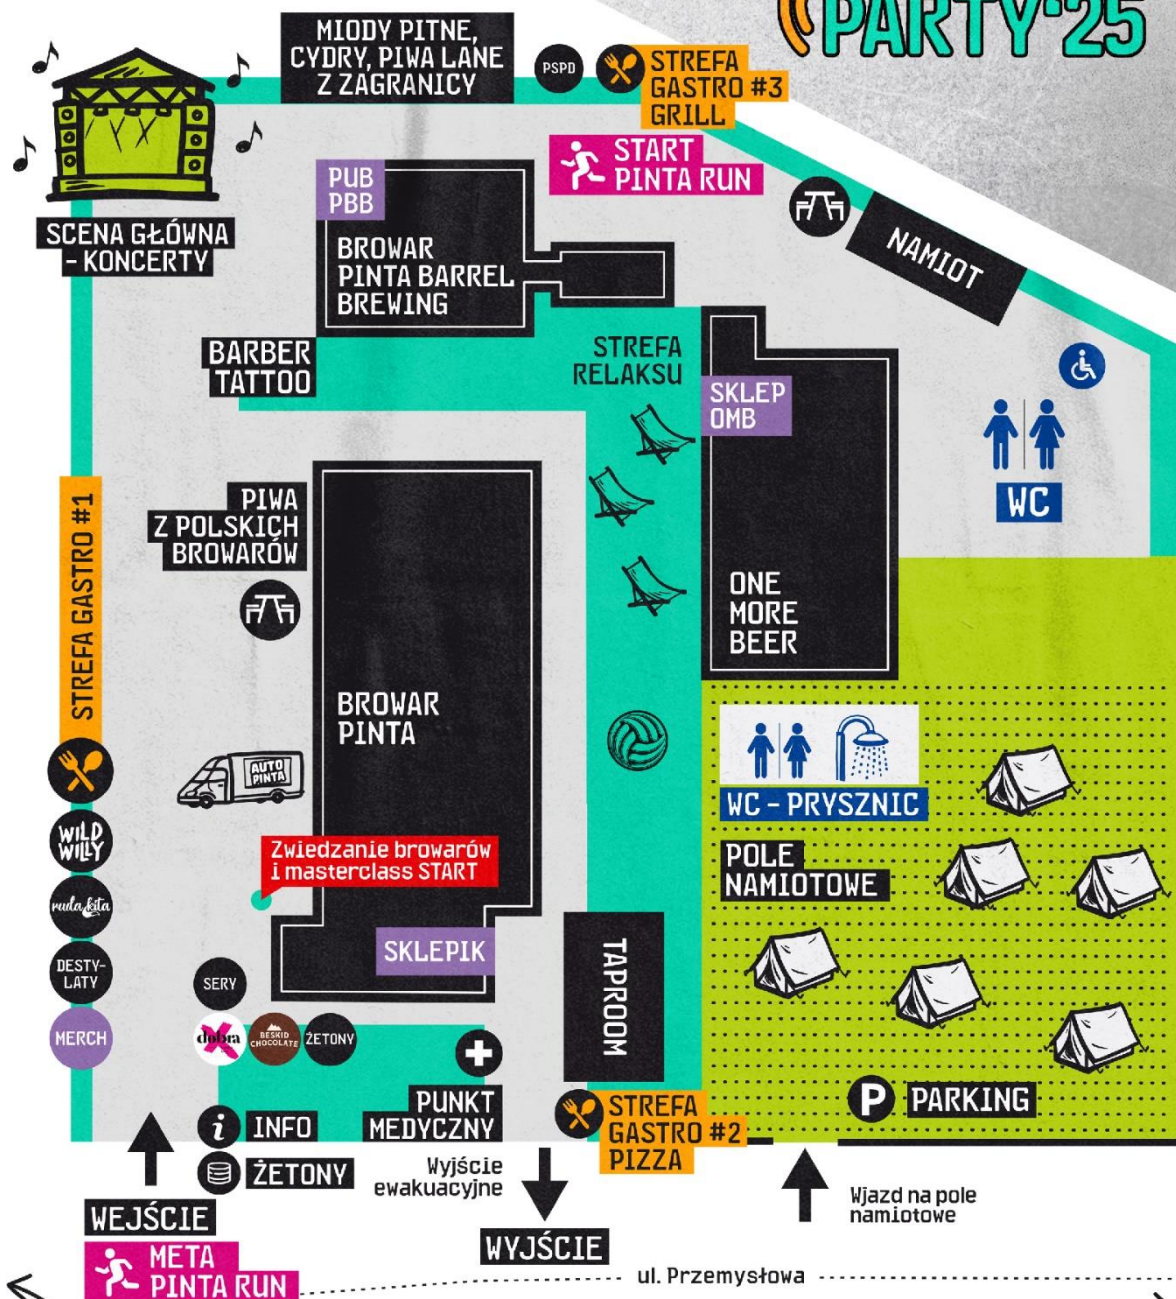 PARTY'25
MIODY PITNE,
CYDRY, PIWA LANE
Z ZAGRANICY
PSPD
STREFA
GASTRO #3
GRILL
START
PINTA RUN
PUB
PBB
SCENA GŁÓWNA
- KONCERTY
BROWAR
PINTA BARREL
BREWING
NAMIOT
BARBER
TATTOO
STREFA
RELAKSU
SKLEP
OMB
WC
STREFA GASTRO #1
PIWA
Z POLSKICH
BROWARÓW
ONE
MORE
BEER
BROWAR
PINTA
AUTO
PINTA
WC - PRYSZNIC
WILD
WILLY
Zwiedzanie browarów
i masterclass START
POLE
NAMIOTOWE
ruda kita
SKLEPIK
TAPROOM
DESTY-
LATY
SERY
MERCH
dobra
BESKID
CHOCOLATE
ŻETONY
P PARKING
PUNKT
MEDYCZNY
STREFA
GASTRO #2
PIZZA
i INFO
ŻETONY
Wyjście
ewakuacyjne
Wjazd na pole
namiotowe
WEJŚCIE
WYJŚCIE
META
PINTA RUN
ul. Przemysłowa